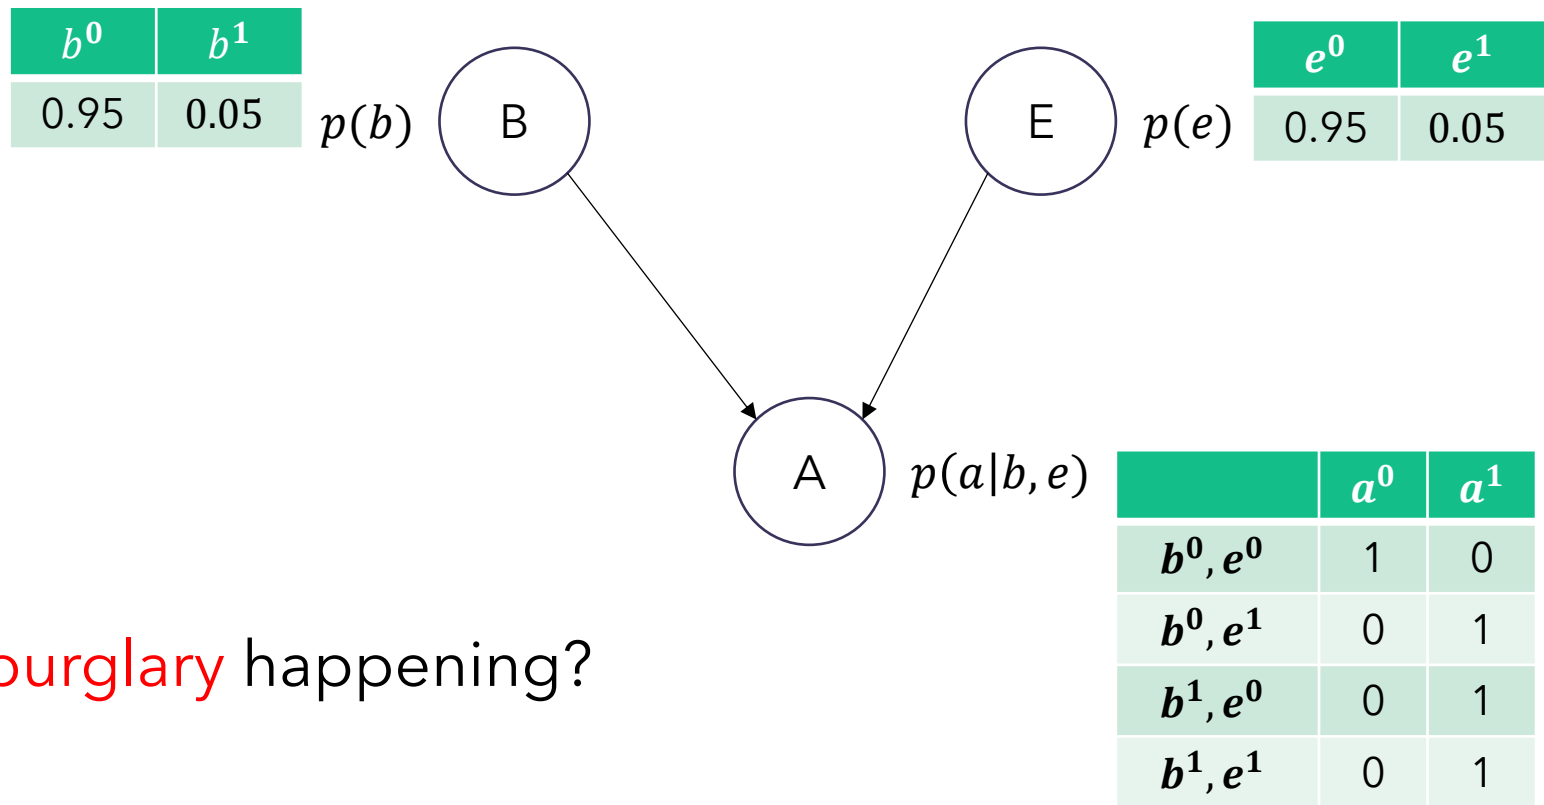 b⁰ b¹
0.95 0.05
p(b)
B
E
p(e)
e⁰ e¹
0.95 0.05
A
p(a|b, e)
a⁰ a¹
b⁰, e⁰ 1 0
b⁰, e¹ 0 1
b¹, e⁰ 0 1
b¹, e¹ 0 1
burglary happening?